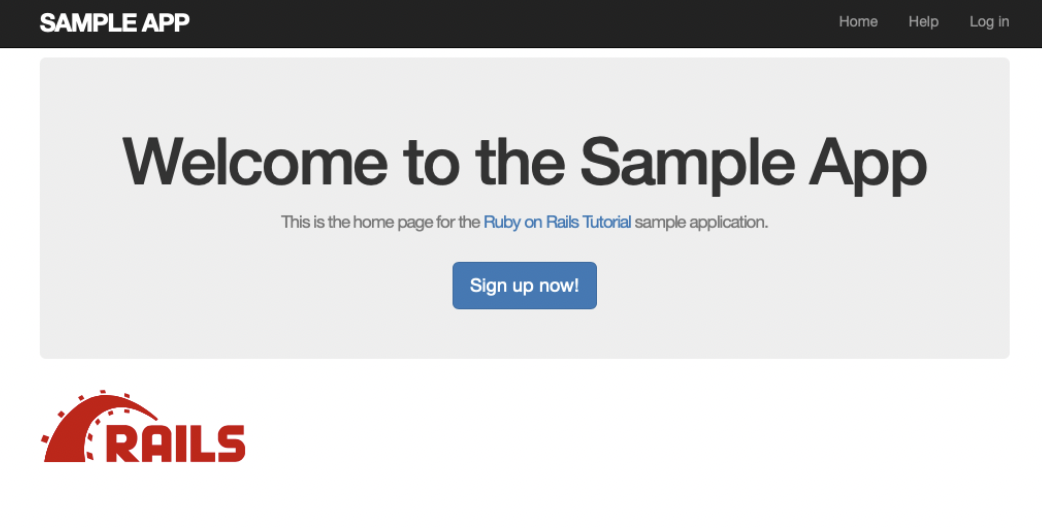 SAMPLE APP
Home Help Log in
Welcome to the Sample App
This is the home page for the Ruby on Rails Tutorial sample application.
Sign up now!
RAILS